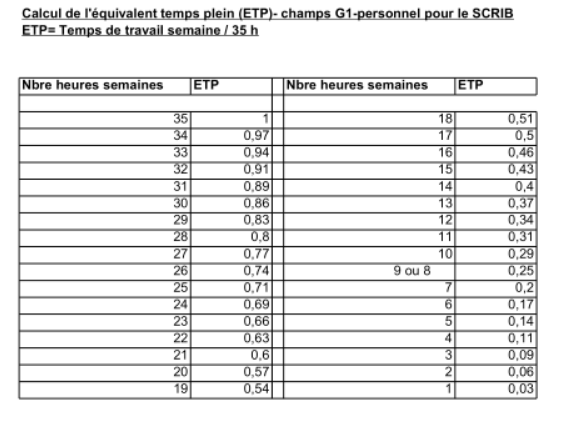 Calcul de l'équivalent temps plein (ETP)- champs G1-personnel pour le SCRIB
ETP= Temps de travail semaine / 35 h
Nbre heures semaines ETP Nbre heures semaines ETP
35 1 18 0,51
34 0,97 17 0,5
33 0,94 16 0,46
32 0,91 15 0,43
31 0,89 14 0,4
30 0,86 13 0,37
29 0,83 12 0,34
28 0,8 11 0,31
27 0,77 10 0,29
26 0,74 9 ou 8 0,25
25 0,71 7 0,2
24 0,69 6 0,17
23 0,66 5 0,14
22 0,63 4 0,11
21 0,6 3 0,09
20 0,57 2 0,06
19 0,54 1 0,03